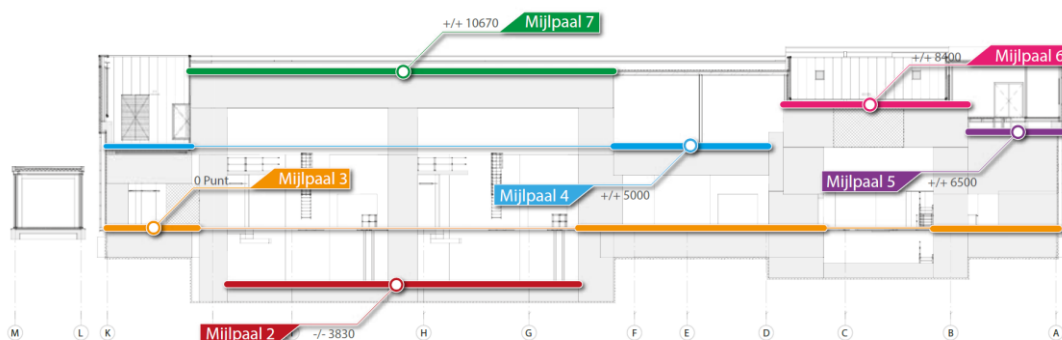 +/+ 10670 Mijlpaal 7
+/+ 8400 Mijlpaal 6
0 Punt Mijlpaal 3
Mijlpaal 4
+/+ 5000
Mijlpaal 5
+/+ 6500
Mijlpaal 2
-/- 3830
M L K H G F E D C B A